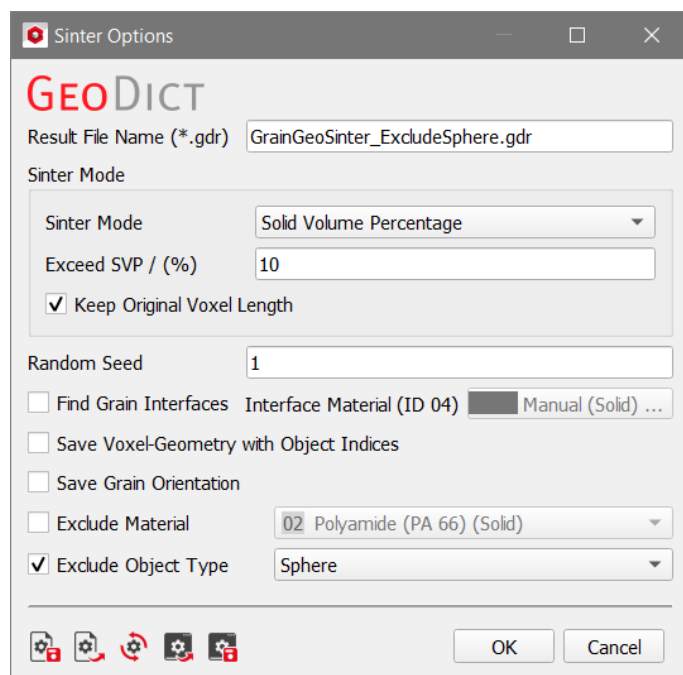 Sinter Options
GEODICT
Result File Name (*.gdr) GrainGeoSinter_ExcludeSphere.gdr
Sinter Mode
Sinter Mode Solid Volume Percentage
Exceed SVP / (%) 10
Keep Original Voxel Length
Random Seed 1
Find Grain Interfaces Interface Material (ID 04) Manual (Solid) ...
Save Voxel-Geometry with Object Indices
Save Grain Orientation
Exclude Material 02 Polyamide (PA 66) (Solid)
Exclude Object Type Sphere
OK Cancel